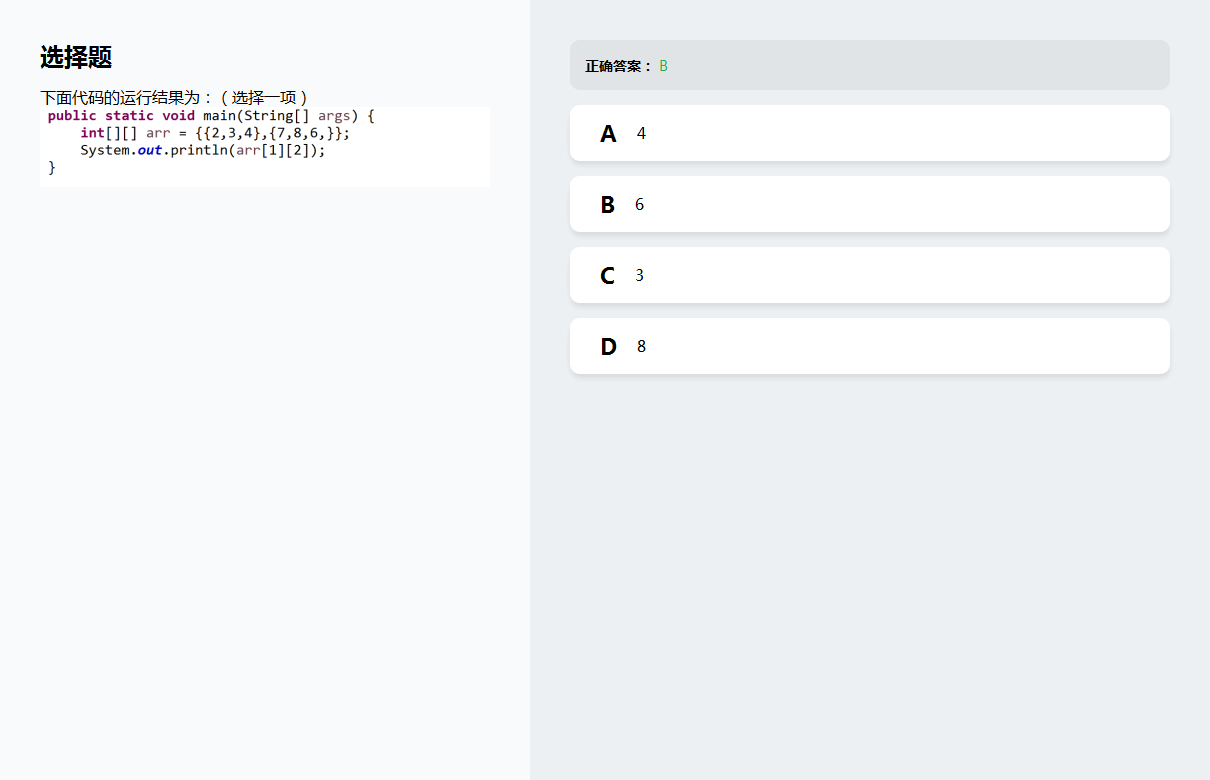 选择题
下面代码的运行结果为：（选择一项）
public static void main(String[] args) {
    int[][] arr = {{2,3,4},{7,8,6,}};
    System.out.println(arr[1][2]);
}
正确答案： B
A 4
B 6
C 3
D 8